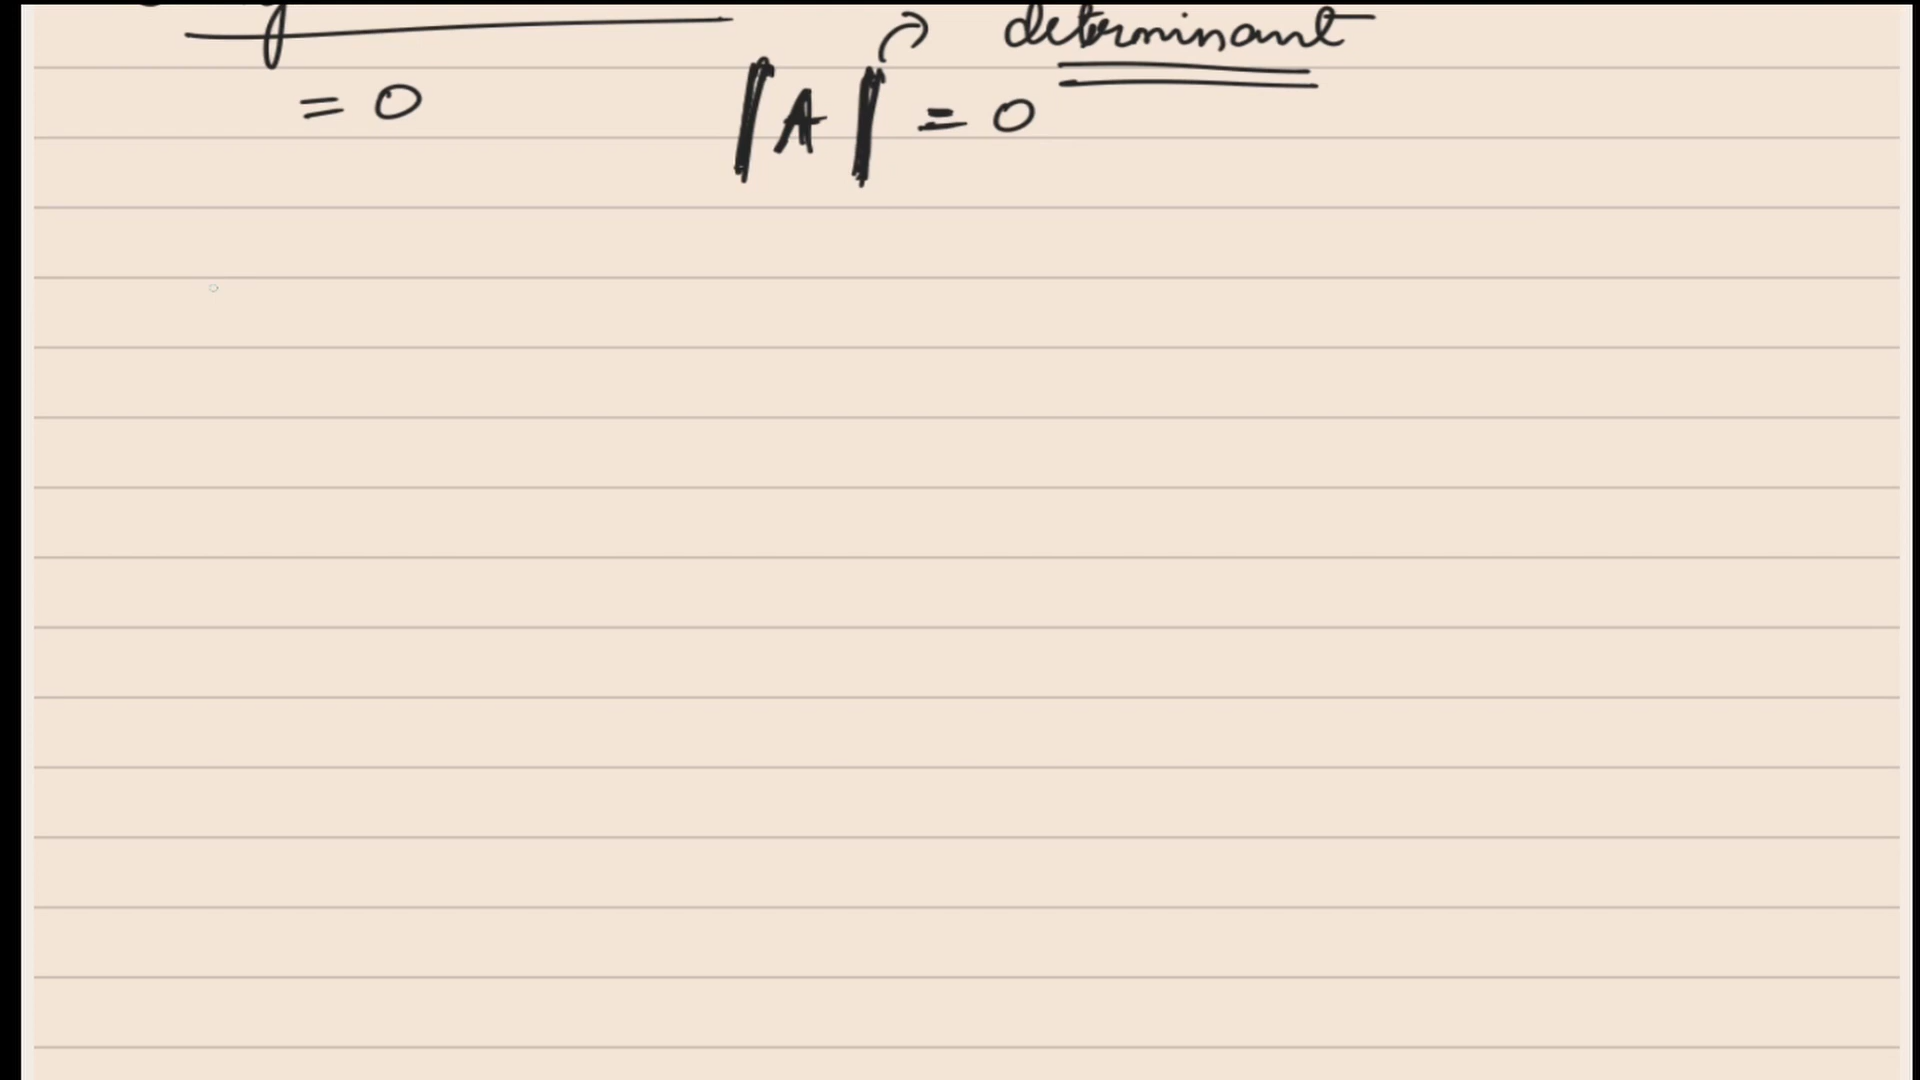 determinant
= 0
|A| = 0